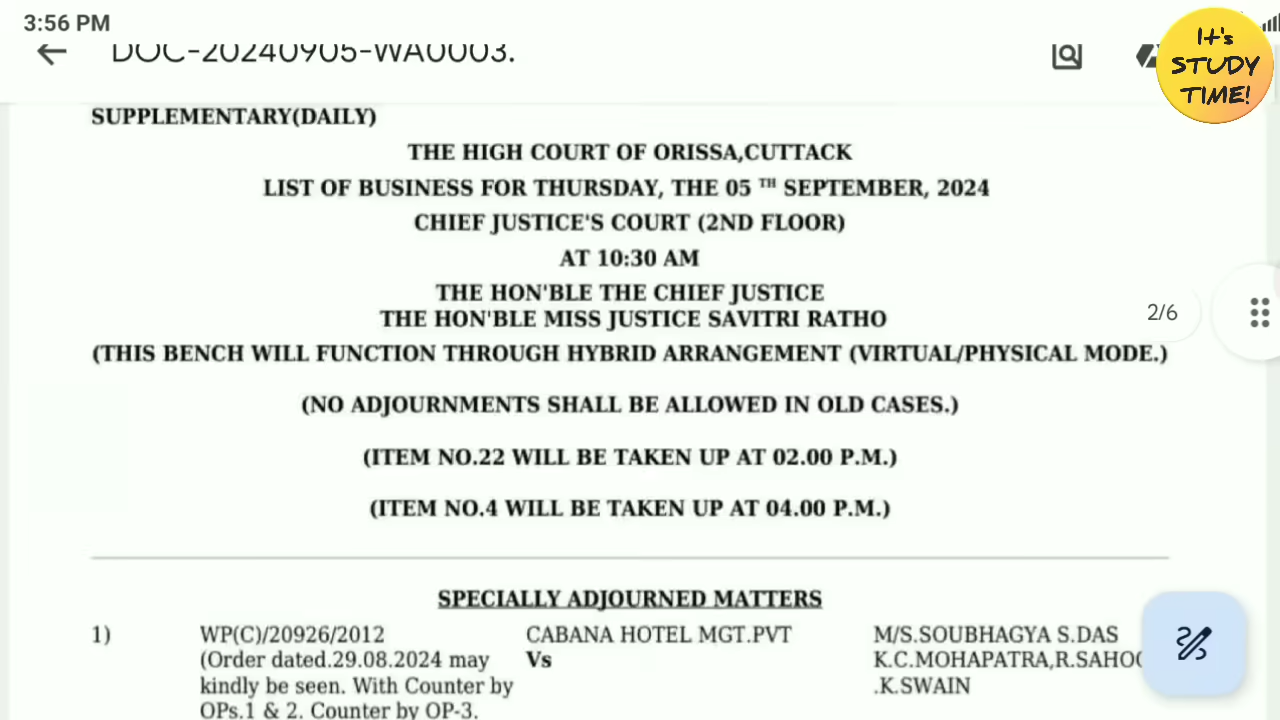 3:56 PM
DOC-20240905-WA0003.
It's
STUDY
TIME!
SUPPLEMENTARY(DAILY)
THE HIGH COURT OF ORISSA,CUTTACK
LIST OF BUSINESS FOR THURSDAY, THE 05 TH SEPTEMBER, 2024
CHIEF JUSTICE'S COURT (2ND FLOOR)
AT 10:30 AM
THE HON'BLE THE CHIEF JUSTICE
THE HON'BLE MISS JUSTICE SAVITRI RATHO
2/6
(THIS BENCH WILL FUNCTION THROUGH HYBRID ARRANGEMENT (VIRTUAL/PHYSICAL MODE.)
(NO ADJOURNMENTS SHALL BE ALLOWED IN OLD CASES.)
(ITEM NO.22 WILL BE TAKEN UP AT 02.00 P.M.)
(ITEM NO.4 WILL BE TAKEN UP AT 04.00 P.M.)
SPECIALLY ADJOURNED MATTERS
1) WP(C)/20926/2012 CABANA HOTEL MGT.PVT M/S.SOUBHAGYA S.DAS
(Order dated.29.08.2024 may Vs K.C.MOHAPATRA,R.SAHOO
kindly be seen. With Counter by .K.SWAIN
OPs.1 & 2. Counter by OP-3.